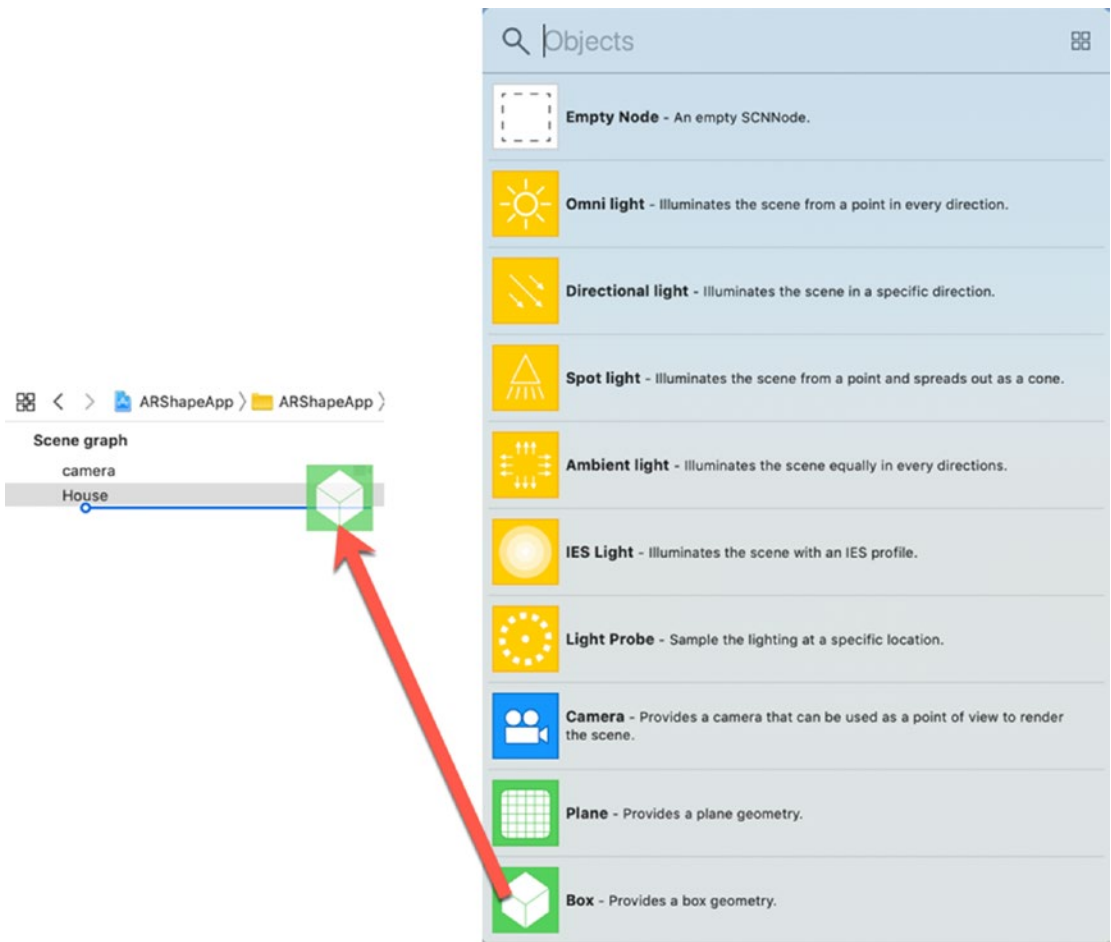 Objects
Empty Node - An empty SCNNode.
Omni light - Illuminates the scene from a point in every direction.
Directional light - Illuminates the scene in a specific direction.
Spot light - Illuminates the scene from a point and spreads out as a cone.
ARShapeApp ARShapeApp
Scene graph
camera
House
Ambient light - Illuminates the scene equally in every directions.
IES Light - Illuminates the scene with an IES profile.
Light Probe - Sample the lighting at a specific location.
Camera - Provides a camera that can be used as a point of view to render
the scene.
Plane - Provides a plane geometry.
Box - Provides a box geometry.